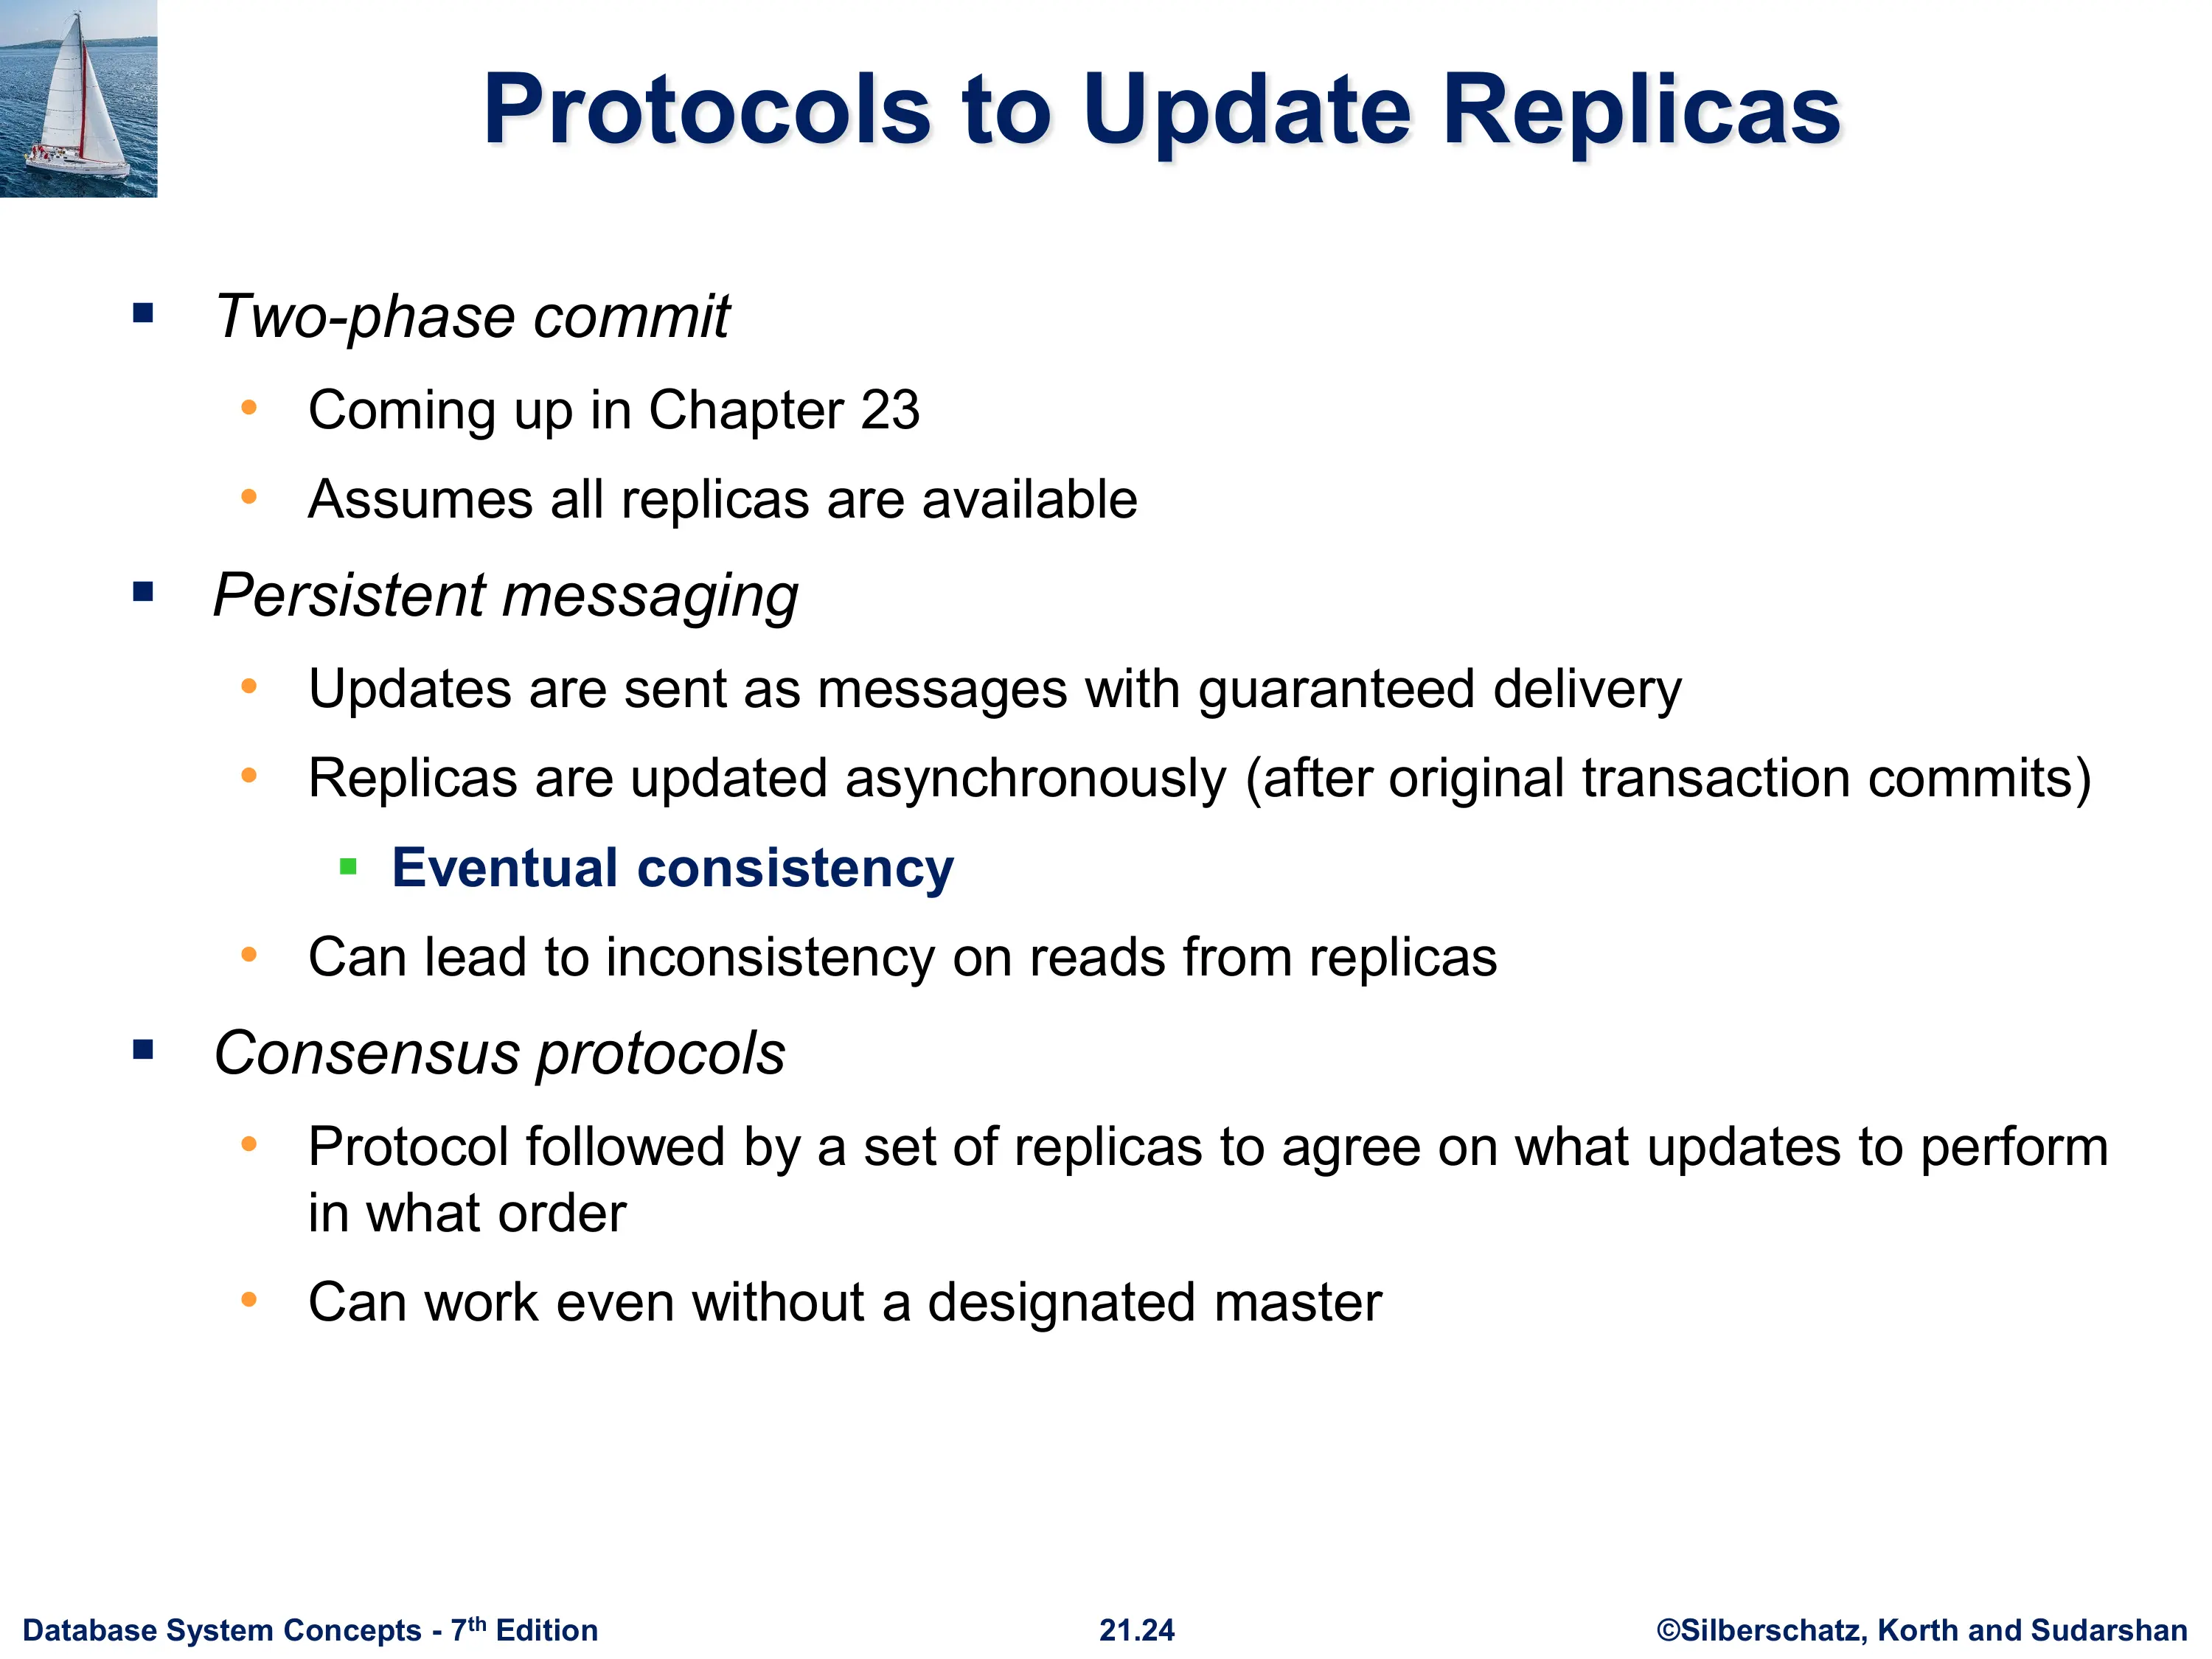 Protocols to Update Replicas
▪ Two-phase commit
• Coming up in Chapter 23
• Assumes all replicas are available
▪ Persistent messaging
• Updates are sent as messages with guaranteed delivery
• Replicas are updated asynchronously (after original transaction commits)
▪ Eventual consistency
• Can lead to inconsistency on reads from replicas
▪ Consensus protocols
• Protocol followed by a set of replicas to agree on what updates to perform
in what order
• Can work even without a designated master
Database System Concepts - 7th Edition 21.24 ©Silberschatz, Korth and Sudarshan